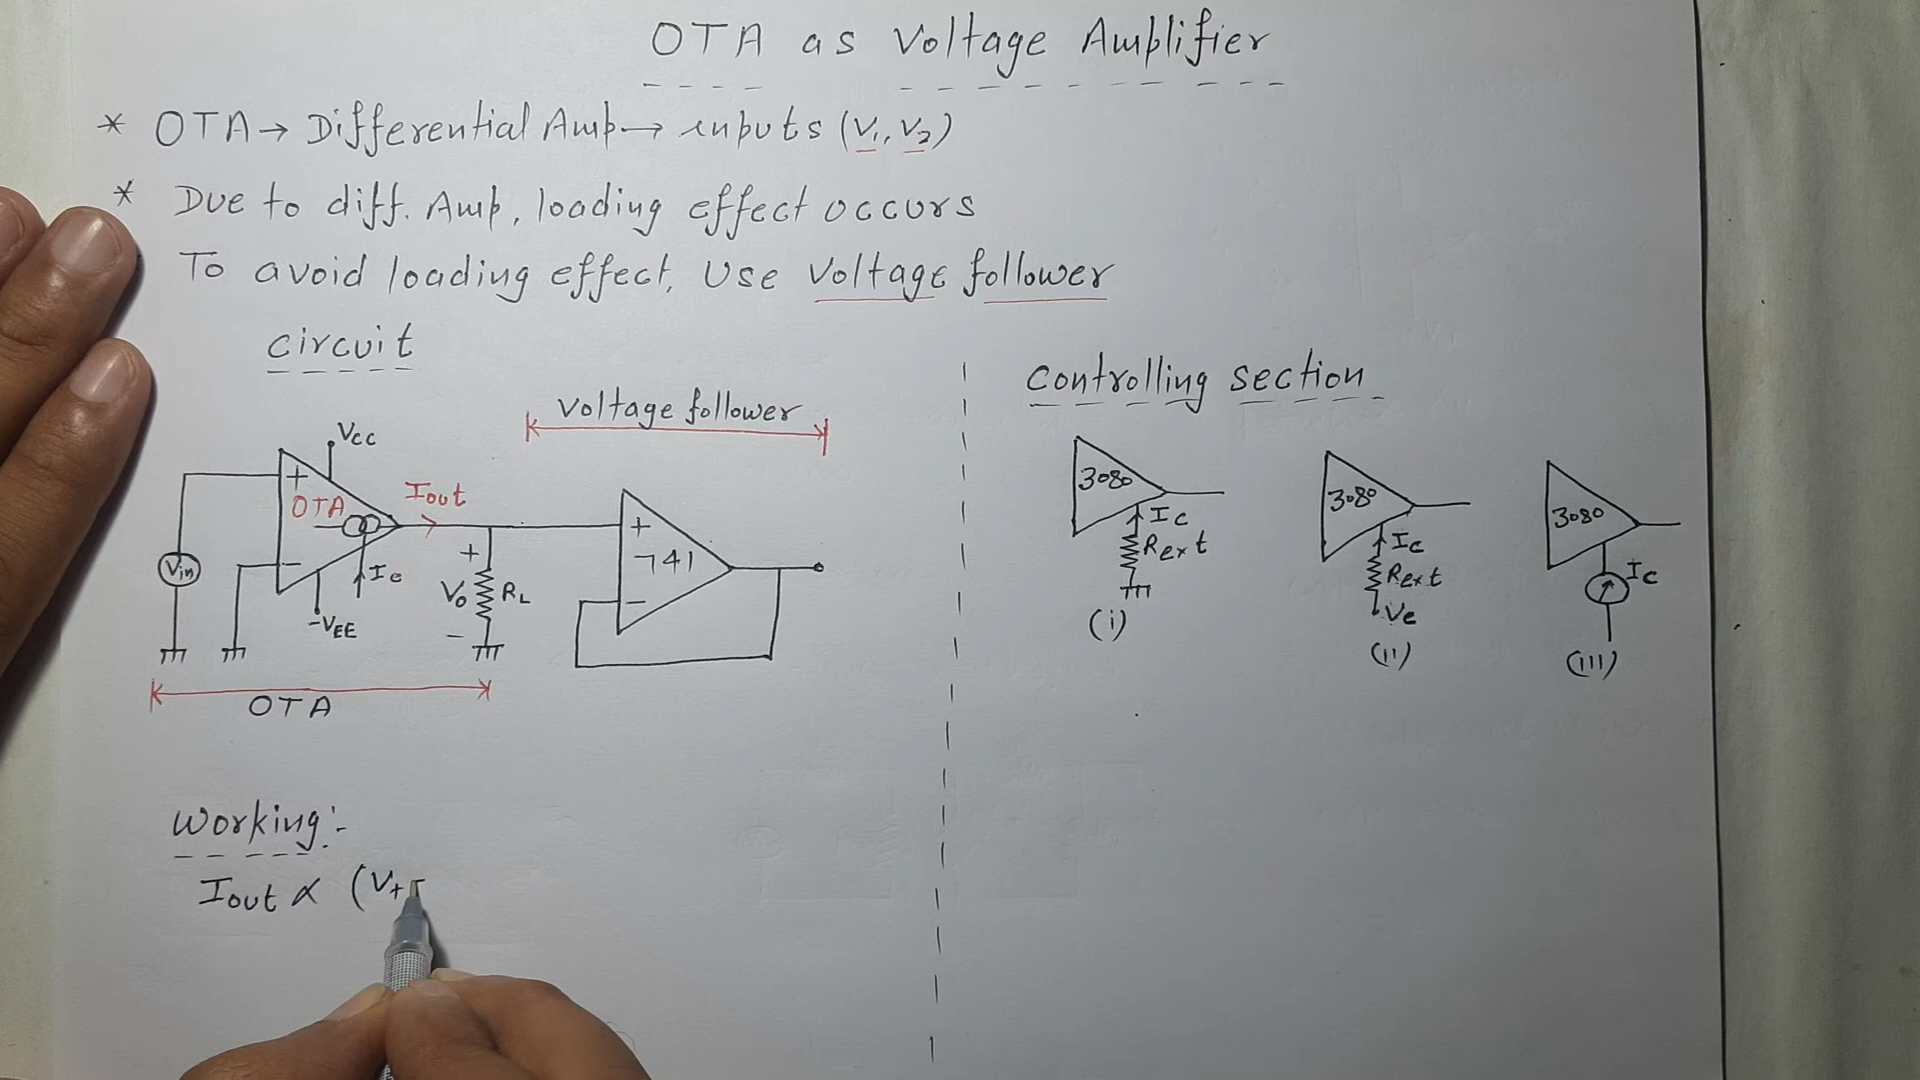 OTA as Voltage Amplifier
* OTA → Differential Amp → inputs (V1, V2)
* Due to diff. Amp, loading effect occurs
To avoid loading effect, Use Voltage follower
circuit
Voltage follower
VCC
+
OTA
Iout
Vin
-
Ic
-VEE
+
Vo
-
RL
+
741
-
OTA
Controlling section
3080
Ic
Rext
(i)
3080
Ic
Rext
Vc
(ii)
3080
Ic
(iii)
Working:-
Iout ∝ (V+ -